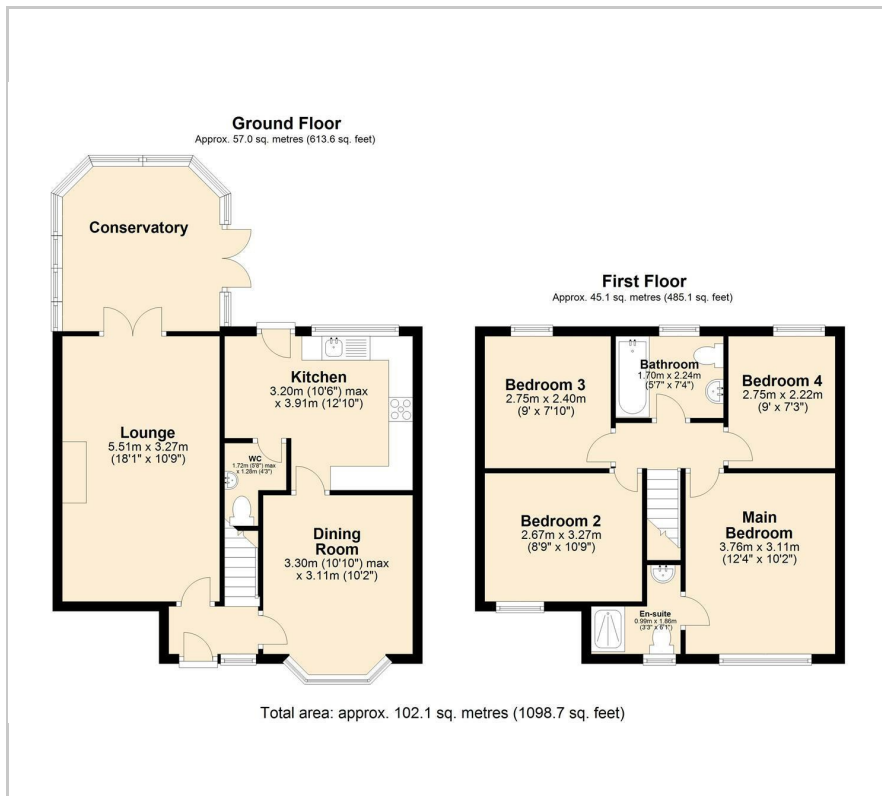 Ground Floor
Approx. 57.0 sq. metres (613.6 sq. feet)
Conservatory
Kitchen
3.20m (10'6") max
x 3.91m (12'10")
Lounge
5.51m x 3.27m
(18'1" x 10'9")
WC
1.72m (5'8") max
x 1.28m (4'3")
Dining
Room
3.30m (10'10") max
x 3.11m (10'2")
First Floor
Approx. 45.1 sq. metres (485.1 sq. feet)
Bedroom 3
2.75m x 2.40m
(9' x 7'10")
Bathroom
1.70m x 2.24m
(5'7" x 7'4")
Bedroom 4
2.75m x 2.22m
(9' x 7'3")
Bedroom 2
2.67m x 3.27m
(8'9" x 10'9")
Main
Bedroom
3.76m x 3.11m
(12'4" x 10'2")
En-suite
0.99m x 1.86m
(3'3" x 6'1")
Total area: approx. 102.1 sq. metres (1098.7 sq. feet)